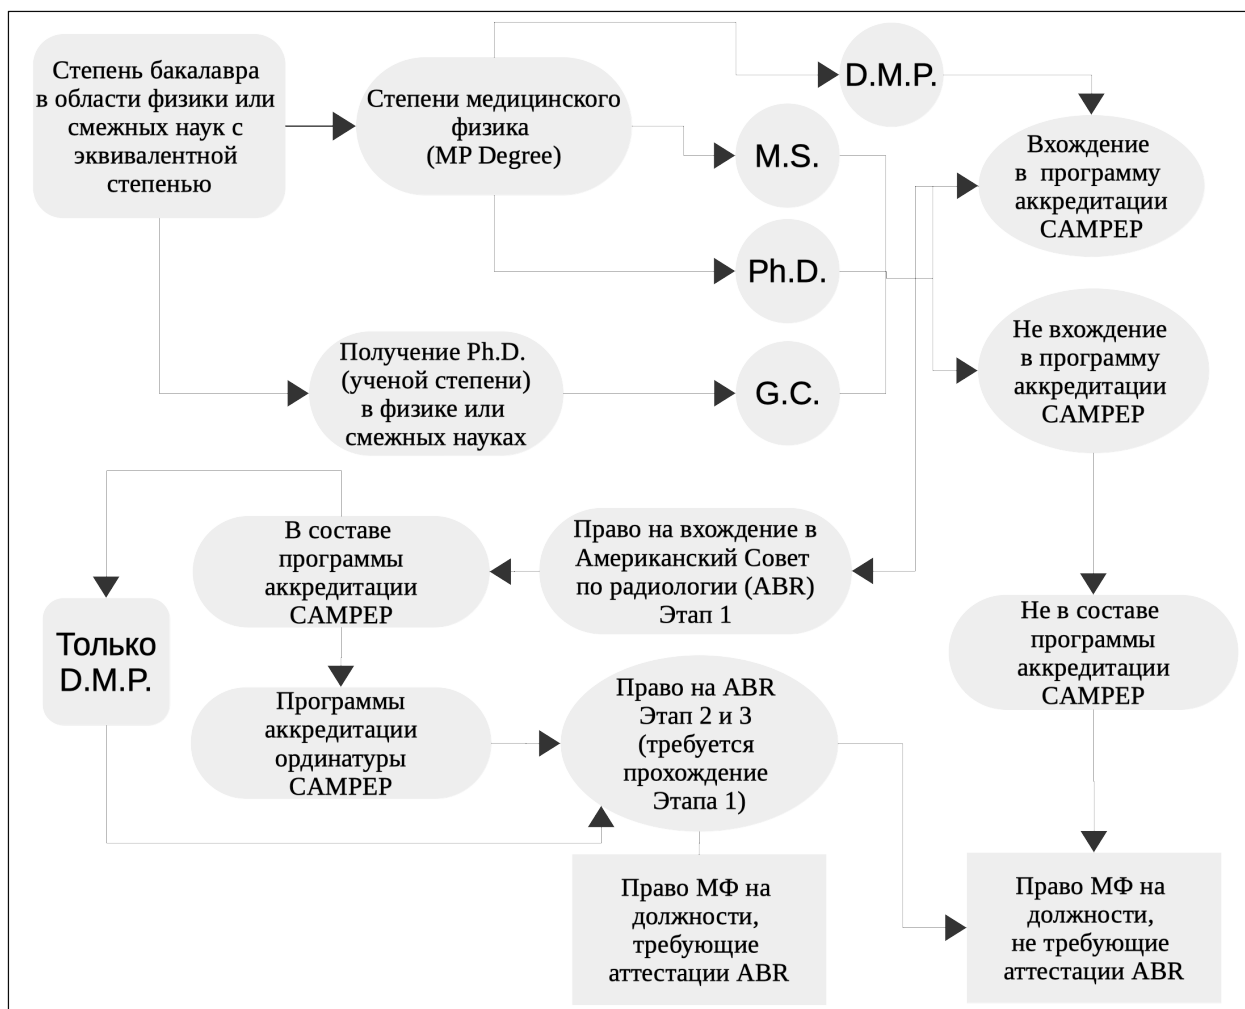 Степень бакалавра
в области физики или
смежных наук с
эквивалентной
степенью
Степени медицинского
физика
(MP Degree)
D.M.P.
M.S.
Ph.D.
G.C.
Вхождение
в программу
аккредитации
CAMPEP
Не вхождение
в программу
аккредитации
CAMPEP
Получение Ph.D.
(ученой степени)
в физике или
смежных науках
В составе
программы
аккредитации
CAMPEP
Право на вхождение в
Американский Совет
по радиологии (ABR)
Этап 1
Не в составе
программы
аккредитации
CAMPEP
Только
D.M.P.
Программы
аккредитации
ординатуры
CAMPEP
Право на ABR
Этап 2 и 3
(требуется
прохождение
Этапа 1)
Право МФ на
должности,
требующие
аттестации ABR
Право МФ на
должности,
не требующие
аттестации ABR